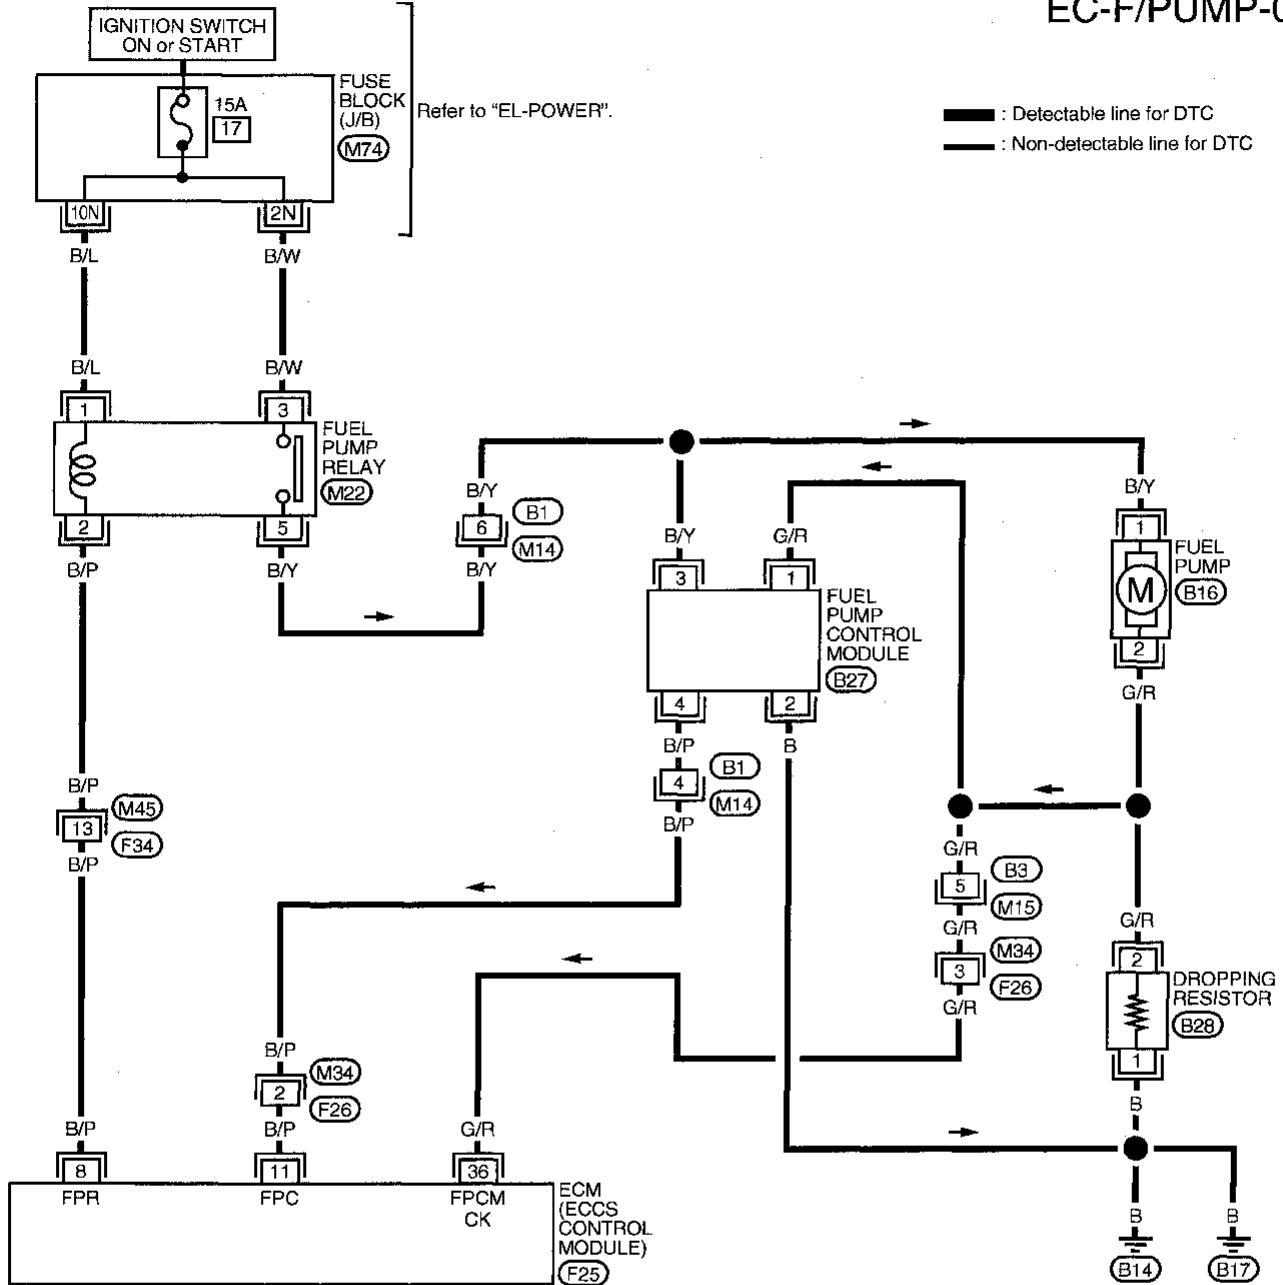 EC-F/PUMP-0
IGNITION SWITCH
ON or START
15A
17
FUSE
BLOCK
(J/B)
M74
Refer to "EL-POWER".
: Detectable line for DTC
: Non-detectable line for DTC
10N
2N
B/L
B/W
B/L
B/W
1
3
FUEL
PUMP
RELAY
M22
2
5
B/P
B/Y
B/Y
6
B1
M14
B/Y
B/Y
G/R
3
1
FUEL
PUMP
CONTROL
MODULE
B27
4
2
B/P
B
4
B1
M14
B/P
B/Y
1
M
FUEL
PUMP
B16
2
G/R
B/P
13
M45
F34
B/P
G/R
5
B3
M15
G/R
3
M34
F26
G/R
G/R
2
DROPPING
RESISTOR
B28
1
B
B/P
2
M34
F26
B/P
B/P
G/R
8
11
36
FPR
FPC
FPCM
CK
ECM
(ECCS
CONTROL
MODULE)
F25
B
B
B14
B17